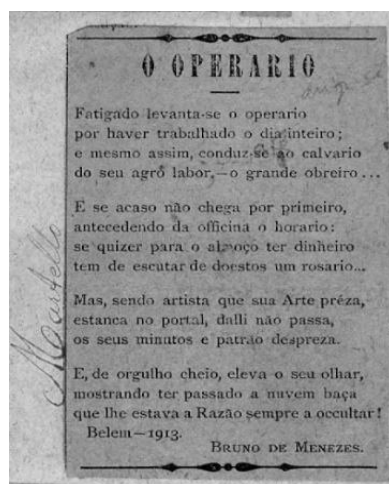 O OPERARIO
Fatigado levanta-se o operario
por haver trabalhado o dia inteiro;
e mesmo assim, conduz-se ao calvario
do seu agro labor,—o grande obreiro...
E se acaso não chega por primeiro,
antecedendo da officina o horario:
se quizer para o almoço ter dinheiro
tem de escutar de doestos um rosario...
Mas, sendo artista que sua Arte préza,
estanca no portal, dalli não passa,
os seus minutos e patrão despreza.
E, de orgulho cheio, eleva o seu olhar,
mostrando ter passado a nuvem baça
que lhe estava a Razão sempre a occultar!
Belem—1913.
BRUNO DE MENEZES.
Martello